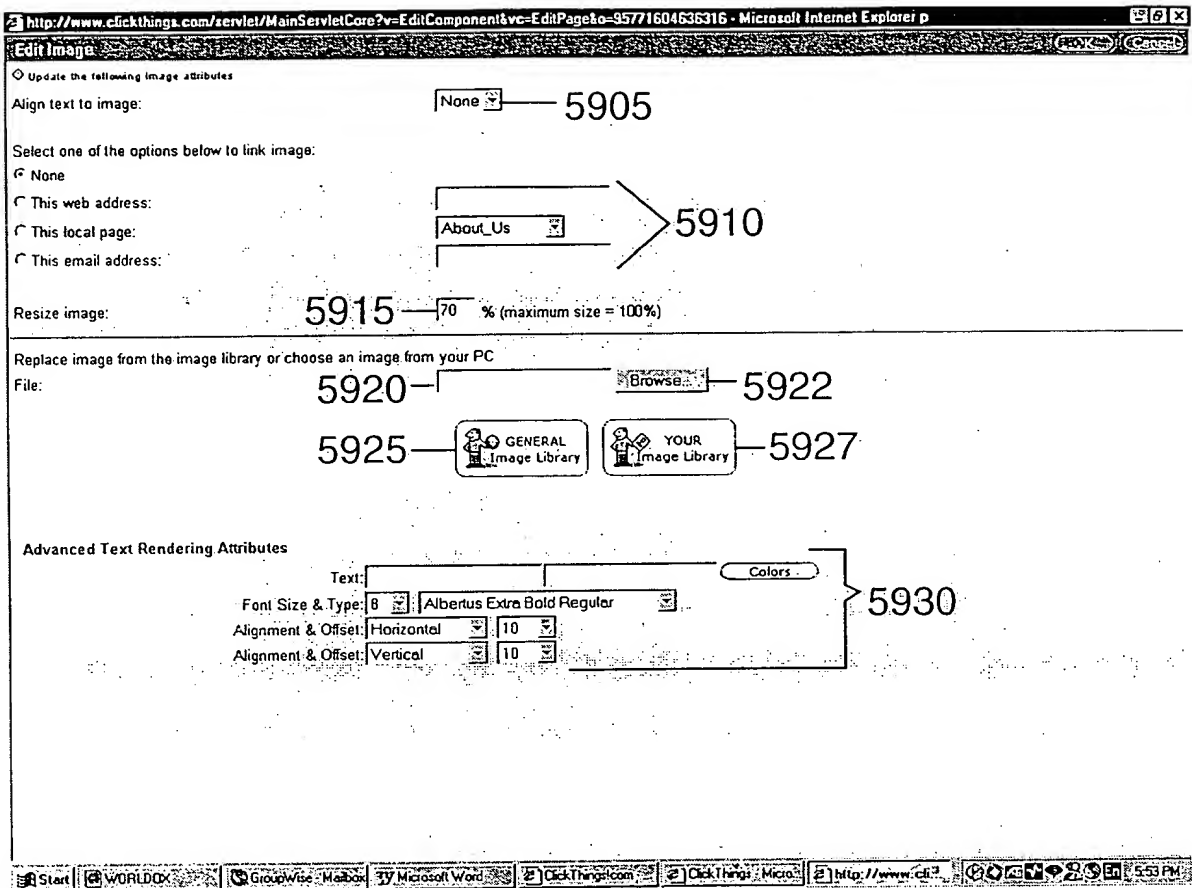 http://www.clickthings.com/servlet/MainServletCore?v=EditComponent&vc=EditPage&o=95771604636316 - Microsoft Internet Explorer p
Edit Image OK Cancel
Update the following image attributes
Align text to image: None 5905
Select one of the options below to link image:
None
This web address:
This local page: About_Us 5910
This email address:
Resize image: 5915 70 % (maximum size = 100%)
Replace image from the image library or choose an image from your PC
File: 5920 Browse... 5922
5925 GENERAL Image Library YOUR Image Library 5927
Advanced Text Rendering Attributes
Text: Colors
Font Size & Type: 8 Albertus Extra Bold Regular 5930
Alignment & Offset: Horizontal 10
Alignment & Offset: Vertical 10
Start WORLDOX GroupWise - Mailbox Microsoft Word ClickThings.com ClickThings - Micro... http://www.cli... 5:53 PM